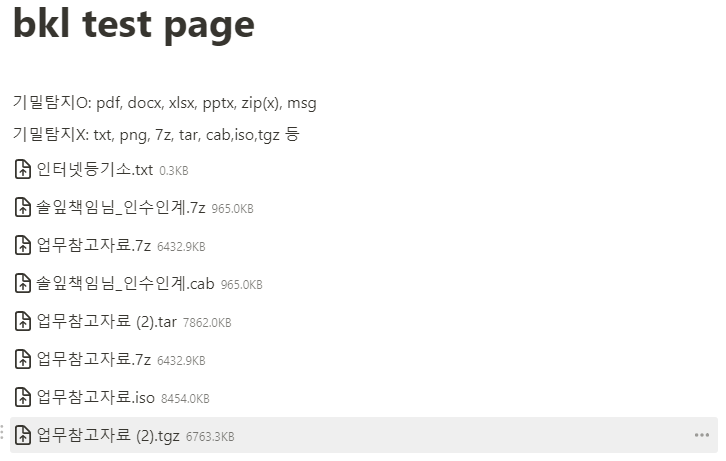 bkl test page
기밀탐지O: pdf, docx, xlsx, pptx, zip(x), msg
기밀탐지X: txt, png, 7z, tar, cab,iso,tgz 등
인터넷등기소.txt 0.3KB
솔잎책임님_인수인계.7z 965.0KB
업무참고자료.7z 6432.9KB
솔잎책임님_인수인계.cab 965.0KB
업무참고자료 (2).tar 7862.0KB
업무참고자료.7z 6432.9KB
업무참고자료.iso 8454.0KB
업무참고자료 (2).tgz 6763.3KB